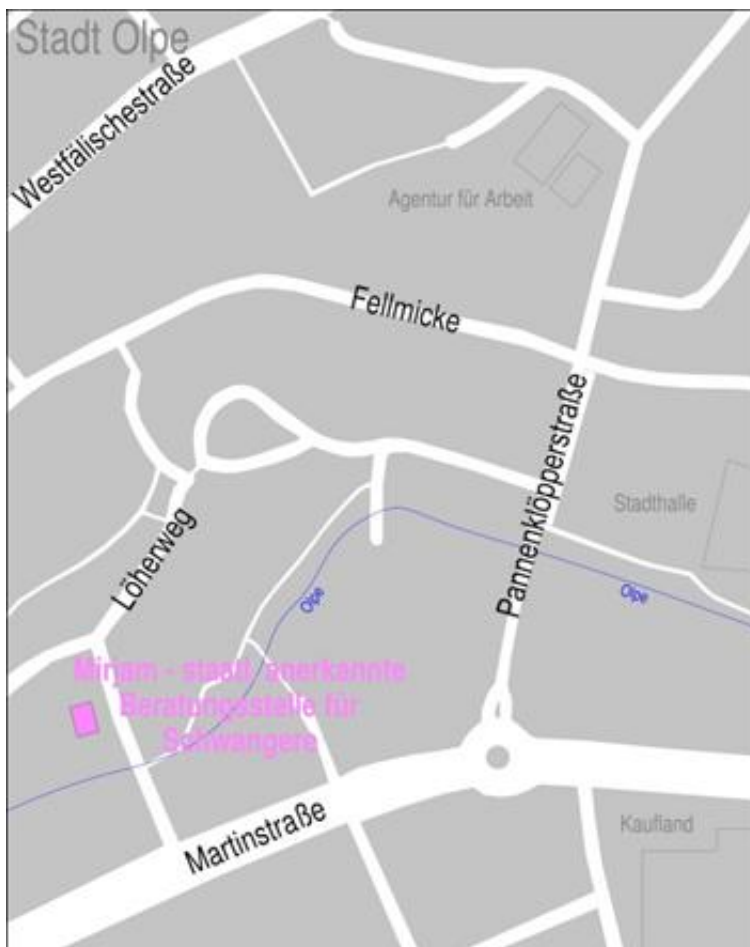 Stadt Olpe
Westfälischestraße
Agentur für Arbeit
Fellmicke
Pannenklöpperstraße
Stadthalle
Löherweg
Olpe
Olpe
Mirjam - staatl. anerkannte
Beratungsstelle für
Schwangere
Martinstraße
Kaufland